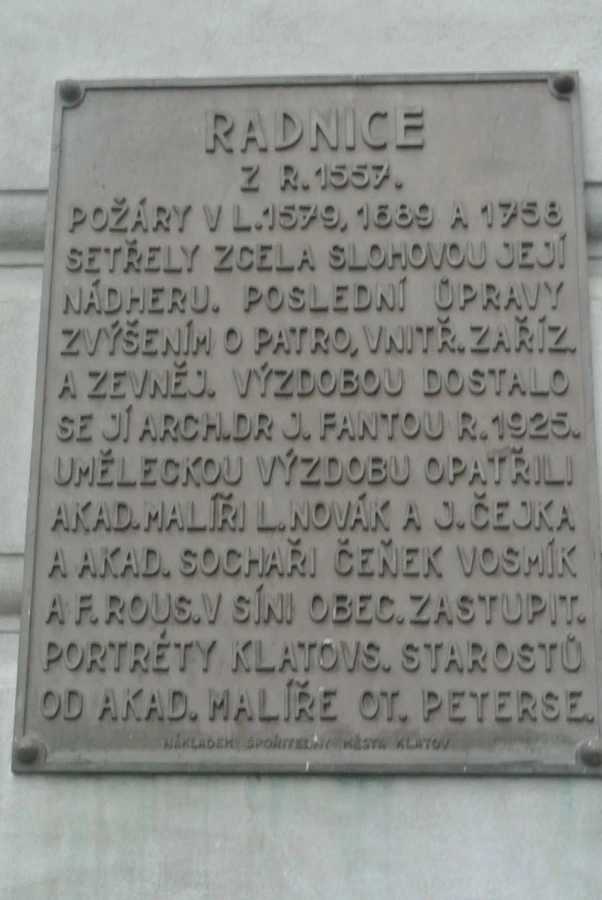 RADNICE
Z R.1557.
POŽÁRY V L.1579, 1689 A 1758
SETŘELY ZCELA SLOHOVOU JEJÍ
NÁDHERU. POSLEDNÍ ÚPRAVY
ZVÝŠENÍM O PATRO, VNITŘ. ZAŘÍZ.
A ZEVNĚJ. VÝZDOBOU DOSTALO
SE JÍ ARCH.DR J. FANTOU R.1925.
UMĚLECKOU VÝZDOBU OPATŘILI
AKAD.MALÍŘI L.NOVÁK A J.ČEJKA
A AKAD. SOCHAŘI ČEŇEK VOSMÍK
A F.ROUS.V SÍNI OBEC. ZASTUPIT.
PORTRÉTY KLATOVS. STAROSTŮ
OD AKAD. MALÍŘE OT. PETERSE.
NÁKLADEM SPOŘITELNY MĚSTA KLATOV